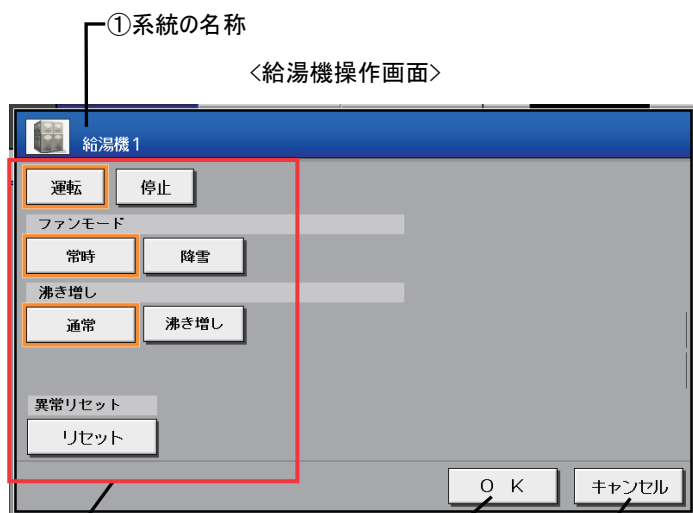 ①系統の名称
<給湯機操作画面>
給湯機1
運転 停止
ファンモード
常時 降雪
沸き増し
通常 沸き増し
異常リセット
リセット
OK キャンセル